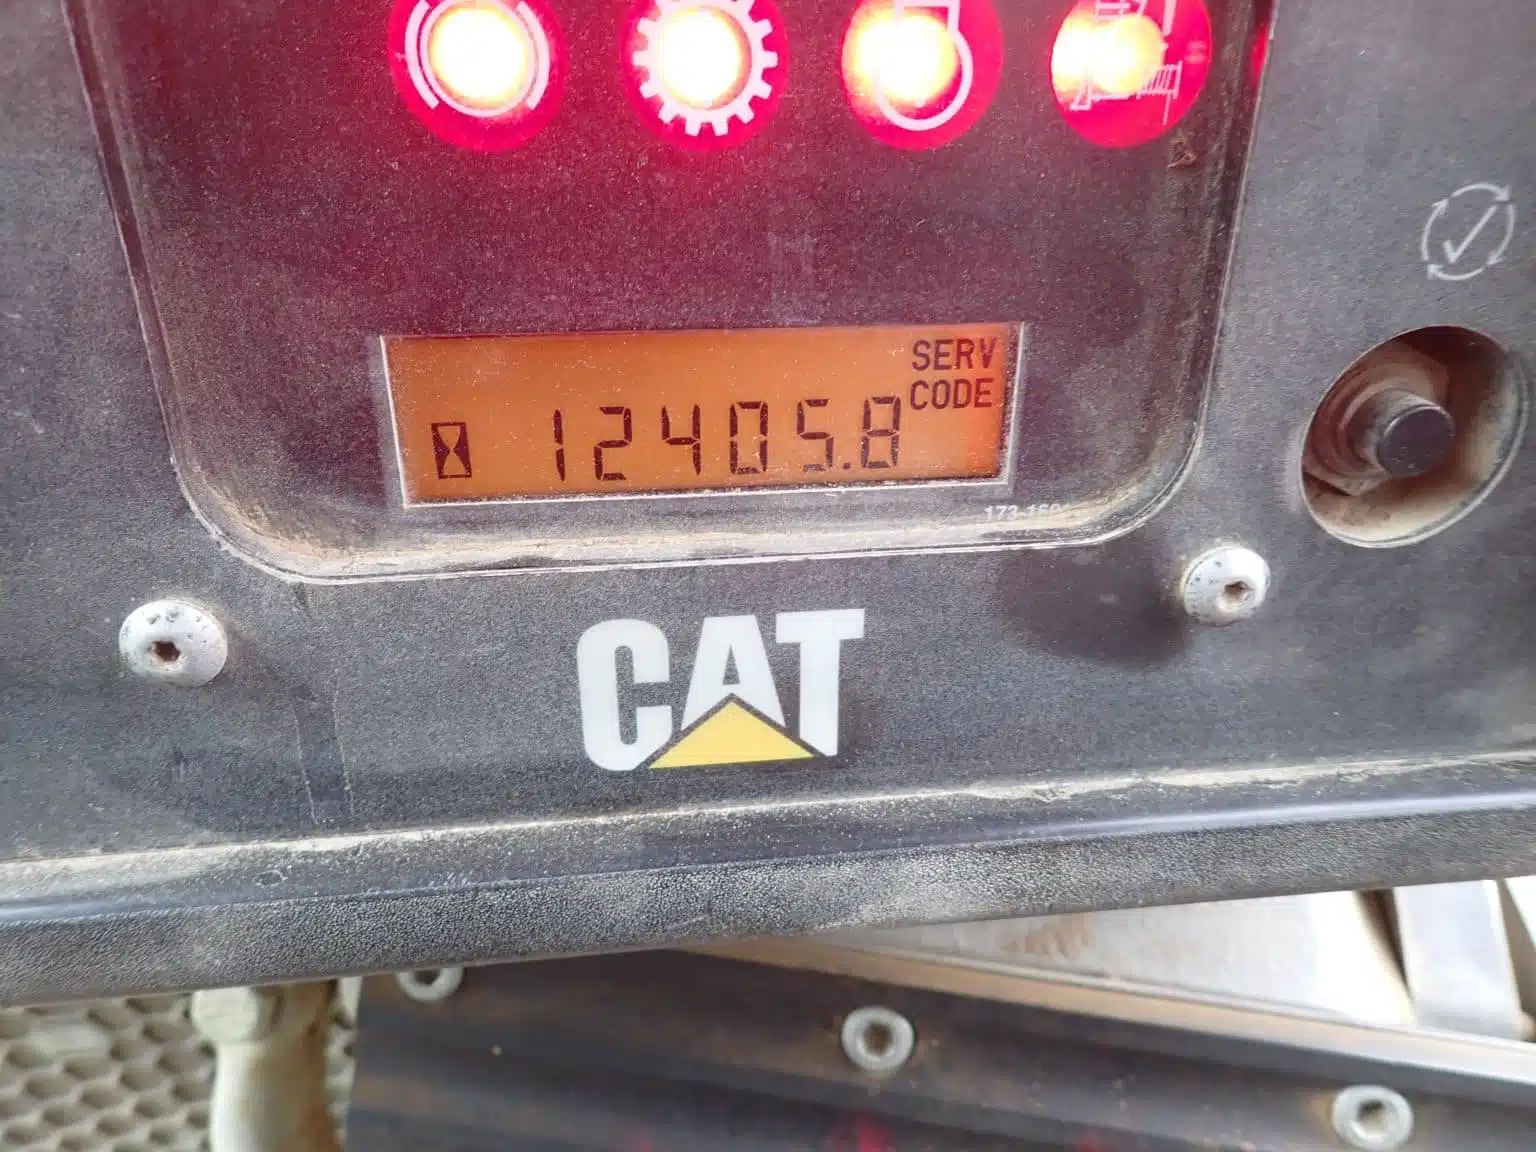 SERV
CODE
12405.8
CAT